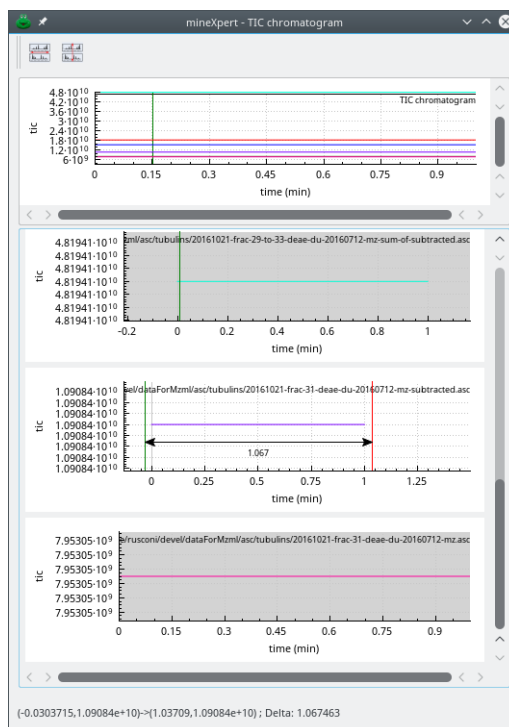 mineXpert - TIC chromatogram
TIC chromatogram
4.8·10¹⁰
4.2·10¹⁰
3.6·10¹⁰
3·10¹⁰
2.4·10¹⁰
1.8·10¹⁰
1.2·10¹⁰
6·10⁹
tic
0 0.15 0.3 0.45 0.6 0.75 0.9
time (min)
zml/asc/tubulins/20161021-frac-29-to-33-deae-du-20160712-mz-sum-of-subtracted.asc
4.81941·10¹⁰
4.81941·10¹⁰
4.81941·10¹⁰
4.81941·10¹⁰
4.81941·10¹⁰
4.81941·10¹⁰
4.81941·10¹⁰
tic
-0.2 0 0.2 0.4 0.6 0.8 1
time (min)
el/dataForMzml/asc/tubulins/20161021-frac-31-deae-du-20160712-mz-subtracted.asc
1.09084·10¹⁰
1.09084·10¹⁰
1.09084·10¹⁰
1.09084·10¹⁰
1.09084·10¹⁰
1.09084·10¹⁰
1.09084·10¹⁰
1.09084·10¹⁰
tic
1.067
0 0.25 0.5 0.75 1 1.25
time (min)
/rusconi/devel/dataForMzml/asc/tubulins/20161021-frac-31-deae-du-20160712-mz.asc
7.95305·10⁹
7.95305·10⁹
7.95305·10⁹
7.95305·10⁹
7.95305·10⁹
7.95305·10⁹
tic
0 0.15 0.3 0.45 0.6 0.75 0.9
time (min)
(-0.0303715,1.09084e+10)->(1.03709,1.09084e+10) ; Delta: 1.067463